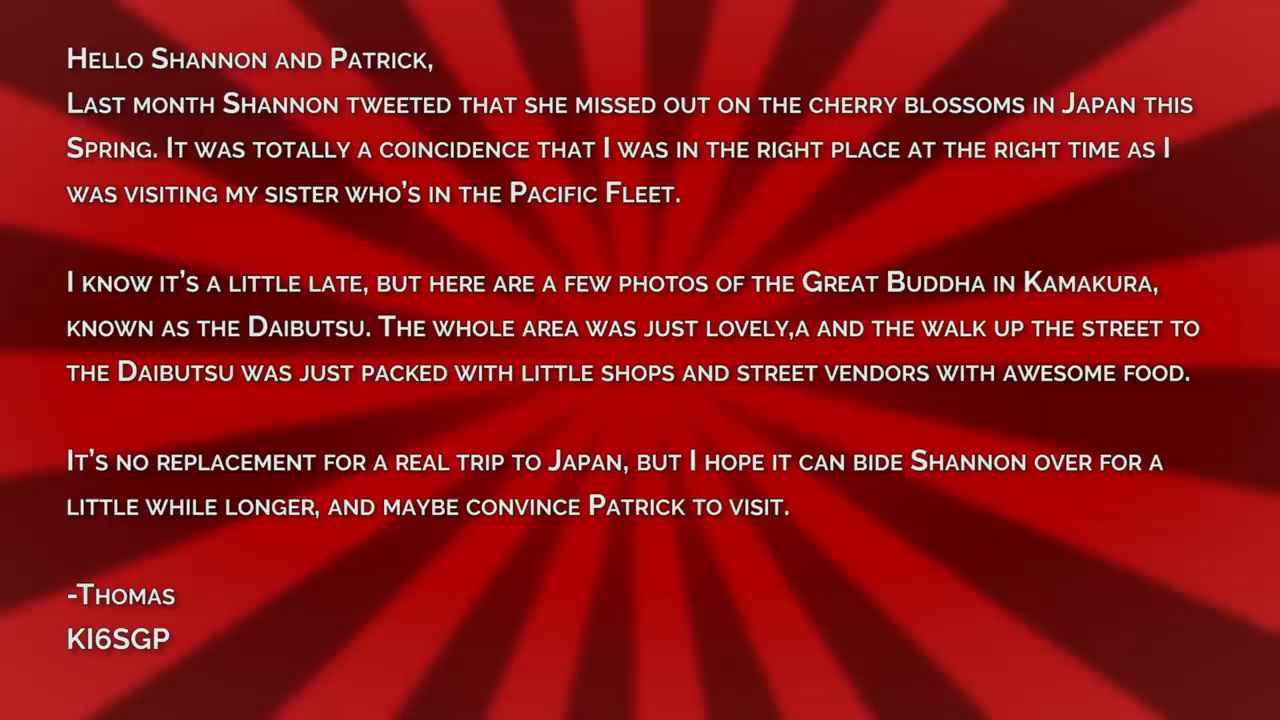 Hello Shannon and Patrick,
Last month Shannon tweeted that she missed out on the cherry blossoms in Japan this
Spring. It was totally a coincidence that I was in the right place at the right time as I
was visiting my sister who's in the Pacific Fleet.
I know it's a little late, but here are a few photos of the Great Buddha in Kamakura,
known as the Daibutsu. The whole area was just lovely,a and the walk up the street to
the Daibutsu was just packed with little shops and street vendors with awesome food.
It's no replacement for a real trip to Japan, but I hope it can bide Shannon over for a
little while longer, and maybe convince Patrick to visit.
-Thomas
KI6SGP